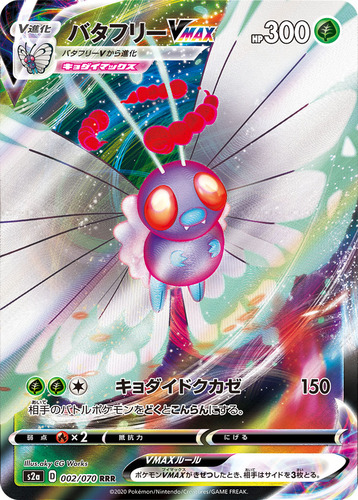 V進化
バタフリーVMAX
HP300
バタフリーVから進化
キョダイマックス
キョダイドクカゼ 150
相手のバトルポケモンをどくとこんらんにする。
弱点 ×2 抵抗力 にげる
Illus. aky CG Works
s2a D 002/070 RRR
VMAXルール
ポケモンVMAXがきぜつしたとき、相手はサイドを3枚とる。
©2020 Pokémon/Nintendo/Creatures/GAME FREAK.